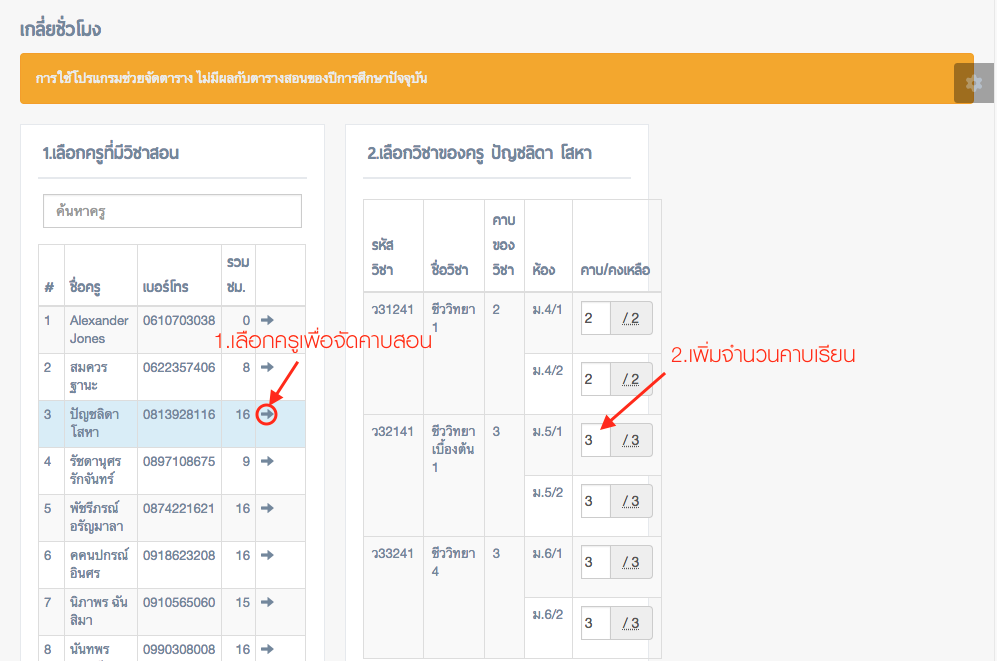 เกลี่ยชั่วโมง
การใช้โปรแกรมช่วยจัดตาราง ไม่มีผลกับตารางสอนของปีการศึกษาปัจจุบัน
1.เลือกครูที่มีวิชาสอน
ค้นหาครู
# ชื่อครู เบอร์โทร รวม ชม.
1 Alexander Jones 0610703038 0
2 สมควร ฐานะ 0622357406 8
3 ปัญชลิดา โสหา 0813928116 16
4 รัชดานุศร รักจันทร์ 0897108675 9
5 พัชรีภรณ์ อรัญมาลา 0874221621 16
6 คคนปกรณ์ อินศร 0918623208 16
7 นิภาพร ฉันสิมา 0910565060 15
8 นันทพร 0990308008 16
1.เลือกครูเพื่อจัดคาบสอน
2.เลือกวิชาของครู ปัญชลิดา โสหา
รหัสวิชา ชื่อวิชา คาบของวิชา ห้อง คาบ/คงเหลือ
ว31241 ชีววิทยา 1 2 ม.4/1 2 / 2
ม.4/2 2 / 2
ว32141 ชีววิทยาเบื้องต้น 1 3 ม.5/1 3 / 3
ม.5/2 3 / 3
ว33241 ชีววิทยา 4 3 ม.6/1 3 / 3
ม.6/2 3 / 3
2.เพิ่มจำนวนคาบเรียน